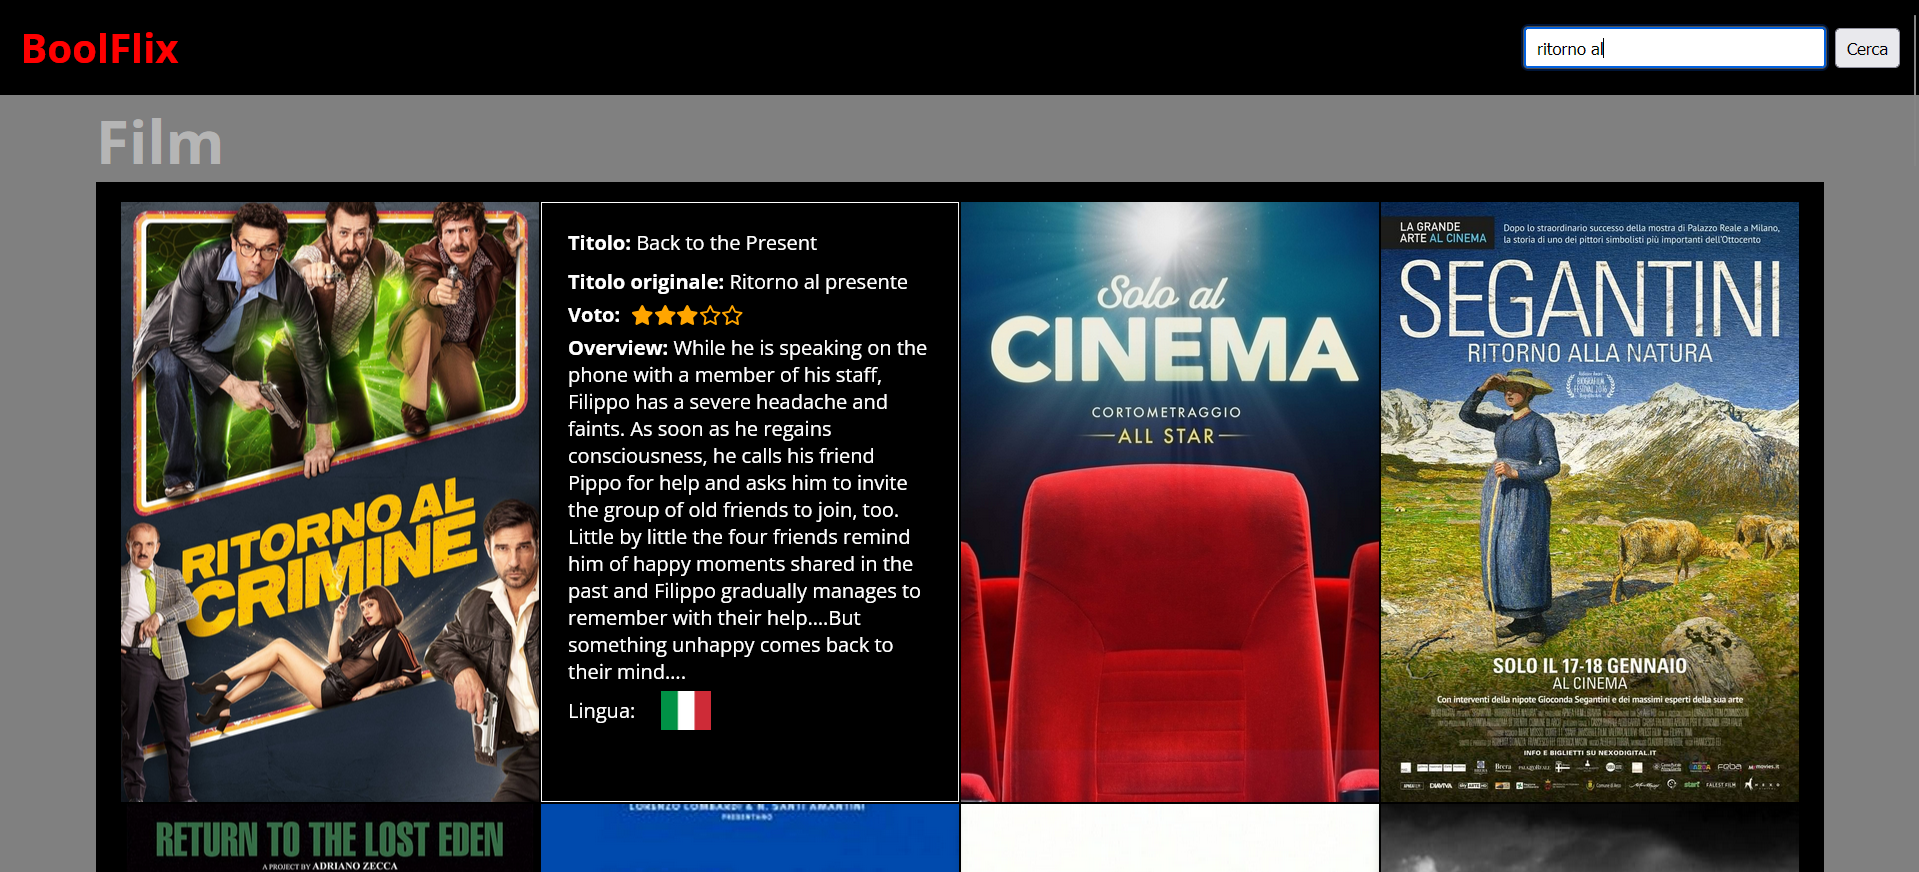 BoolFlix
ritorno al
Cerca
Film
RITORNO AL
CRIMINE
Titolo: Back to the Present
Titolo originale: Ritorno al presente
Voto:
Overview: While he is speaking on the
phone with a member of his staff,
Filippo has a severe headache and
faints. As soon as he regains
consciousness, he calls his friend
Pippo for help and asks him to invite
the group of old friends to join, too.
Little by little the four friends remind
him of happy moments shared in the
past and Filippo gradually manages to
remember with their help....But
something unhappy comes back to
their mind....
Lingua:
Solo al
CINEMA
CORTOMETRAGGIO
ALL STAR
LA GRANDE
ARTE AL CINEMA
Dopo lo straordinario successo della mostra di Palazzo Reale a Milano,
la storia di uno dei pittori simbolisti più importanti dell'Ottocento
SEGANTINI
RITORNO ALLA NATURA
SOLO IL 17-18 GENNAIO
AL CINEMA
Con interventi della nipote Gioconda Segantini e dei massimi esperti della sua arte
INFO E BIGLIETTI SU NEXODIGITAL.IT
RETURN TO THE LOST EDEN
A PROJECT BY ADRIANO ZECCA
LORENZO LOMBARDI & N. SANTI AMANTINI
PRESENTANO